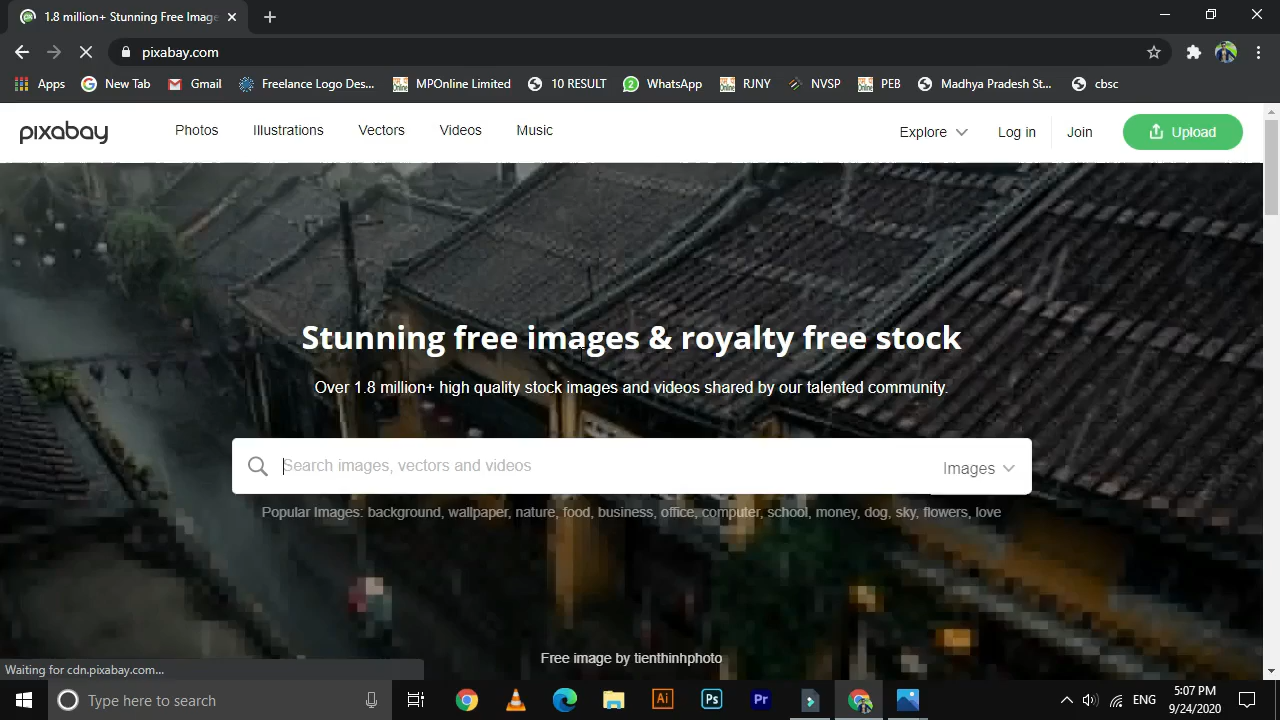 1.8 million+ Stunning Free Image
pixabay.com
Apps
New Tab
Gmail
Freelance Logo Des...
MPOnline Limited
10 RESULT
WhatsApp
RJNY
NVSP
PEB
Madhya Pradesh St...
cbsc
pixabay
Photos
Illustrations
Vectors
Videos
Music
Explore
Log in
Join
Upload
Stunning free images & royalty free stock
Over 1.8 million+ high quality stock images and videos shared by our talented community.
Search images, vectors and videos
Images
Popular Images: background, wallpaper, nature, food, business, office, computer, school, money, dog, sky, flowers, love
Free image by tienthinhphoto
Waiting for cdn.pixabay.com...
Type here to search
Ai
Ps
Pr
ENG
5:07 PM
9/24/2020